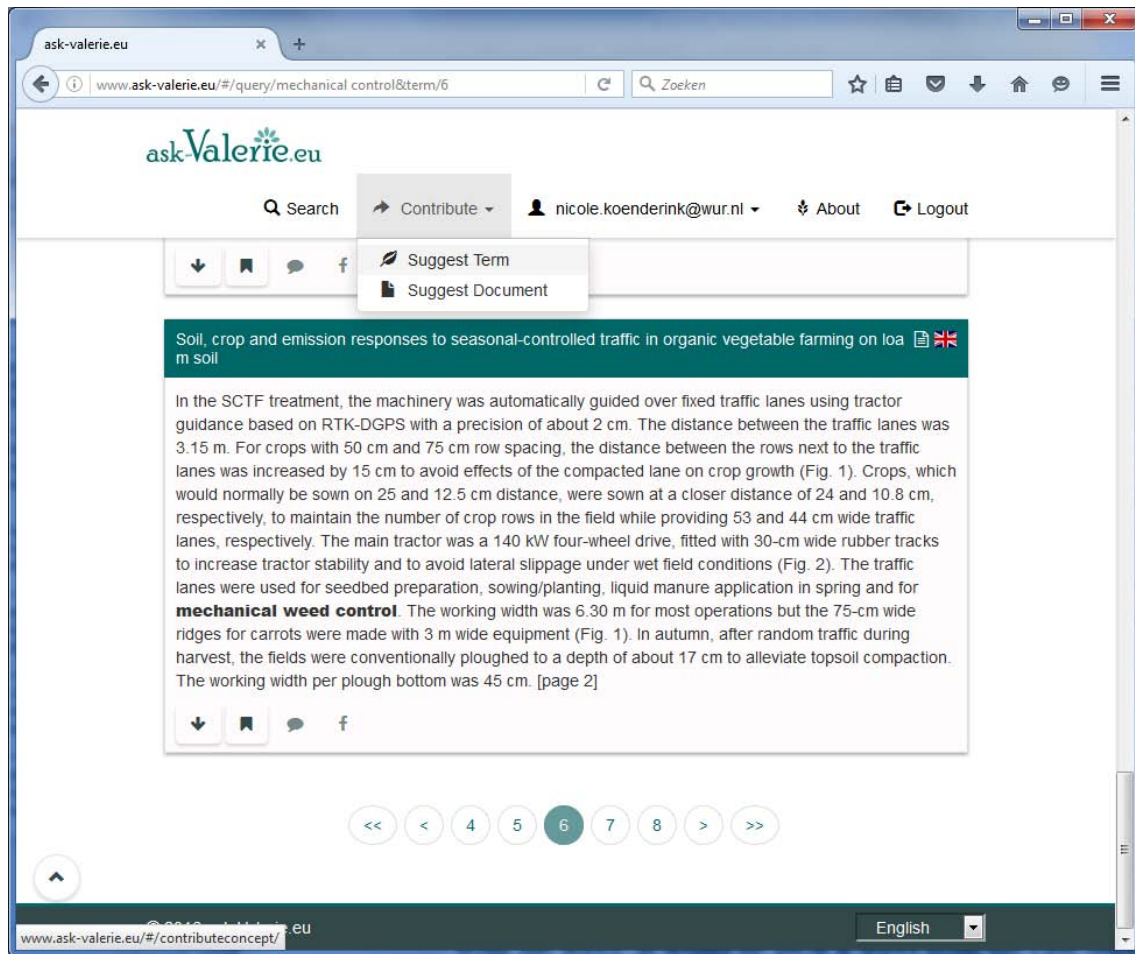 ask-valerie.eu
www.ask-valerie.eu/#/query/mechanical control&term/6
Zoeken
ask-Valerie.eu
Search
Contribute
nicole.koenderink@wur.nl
About
Logout
Suggest Term
Suggest Document
Soil, crop and emission responses to seasonal-controlled traffic in organic vegetable farming on loa
m soil
In the SCTF treatment, the machinery was automatically guided over fixed traffic lanes using tractor
guidance based on RTK-DGPS with a precision of about 2 cm. The distance between the traffic lanes was
3.15 m. For crops with 50 cm and 75 cm row spacing, the distance between the rows next to the traffic
lanes was increased by 15 cm to avoid effects of the compacted lane on crop growth (Fig. 1). Crops, which
would normally be sown on 25 and 12.5 cm distance, were sown at a closer distance of 24 and 10.8 cm,
respectively, to maintain the number of crop rows in the field while providing 53 and 44 cm wide traffic
lanes, respectively. The main tractor was a 140 kW four-wheel drive, fitted with 30-cm wide rubber tracks
to increase tractor stability and to avoid lateral slippage under wet field conditions (Fig. 2). The traffic
lanes were used for seedbed preparation, sowing/planting, liquid manure application in spring and for
mechanical weed control. The working width was 6.30 m for most operations but the 75-cm wide
ridges for carrots were made with 3 m wide equipment (Fig. 1). In autumn, after random traffic during
harvest, the fields were conventionally ploughed to a depth of about 17 cm to alleviate topsoil compaction.
The working width per plough bottom was 45 cm. [page 2]
<< < 4 5 6 7 8 > >>
.eu
English
www.ask-valerie.eu/#/contributeconcept/